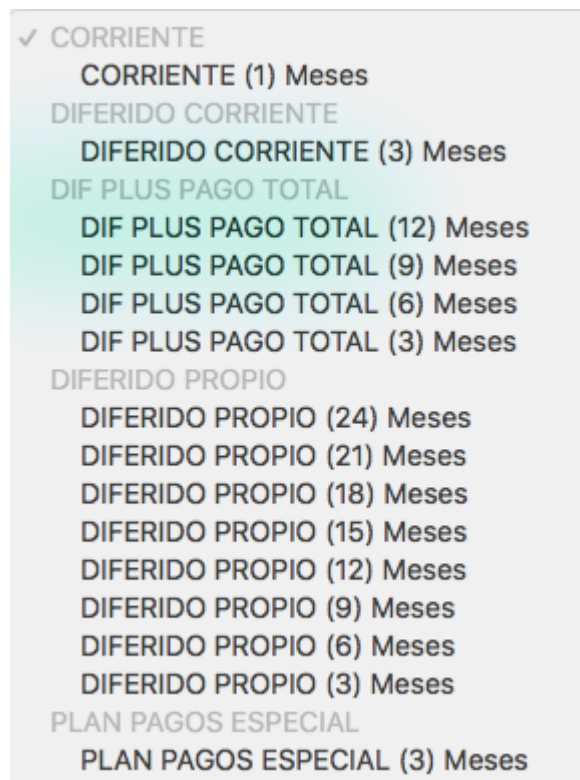 ✓ CORRIENTE
CORRIENTE (1) Meses
DIFERIDO CORRIENTE
DIFERIDO CORRIENTE (3) Meses
DIF PLUS PAGO TOTAL
DIF PLUS PAGO TOTAL (12) Meses
DIF PLUS PAGO TOTAL (9) Meses
DIF PLUS PAGO TOTAL (6) Meses
DIF PLUS PAGO TOTAL (3) Meses
DIFERIDO PROPIO
DIFERIDO PROPIO (24) Meses
DIFERIDO PROPIO (21) Meses
DIFERIDO PROPIO (18) Meses
DIFERIDO PROPIO (15) Meses
DIFERIDO PROPIO (12) Meses
DIFERIDO PROPIO (9) Meses
DIFERIDO PROPIO (6) Meses
DIFERIDO PROPIO (3) Meses
PLAN PAGOS ESPECIAL
PLAN PAGOS ESPECIAL (3) Meses